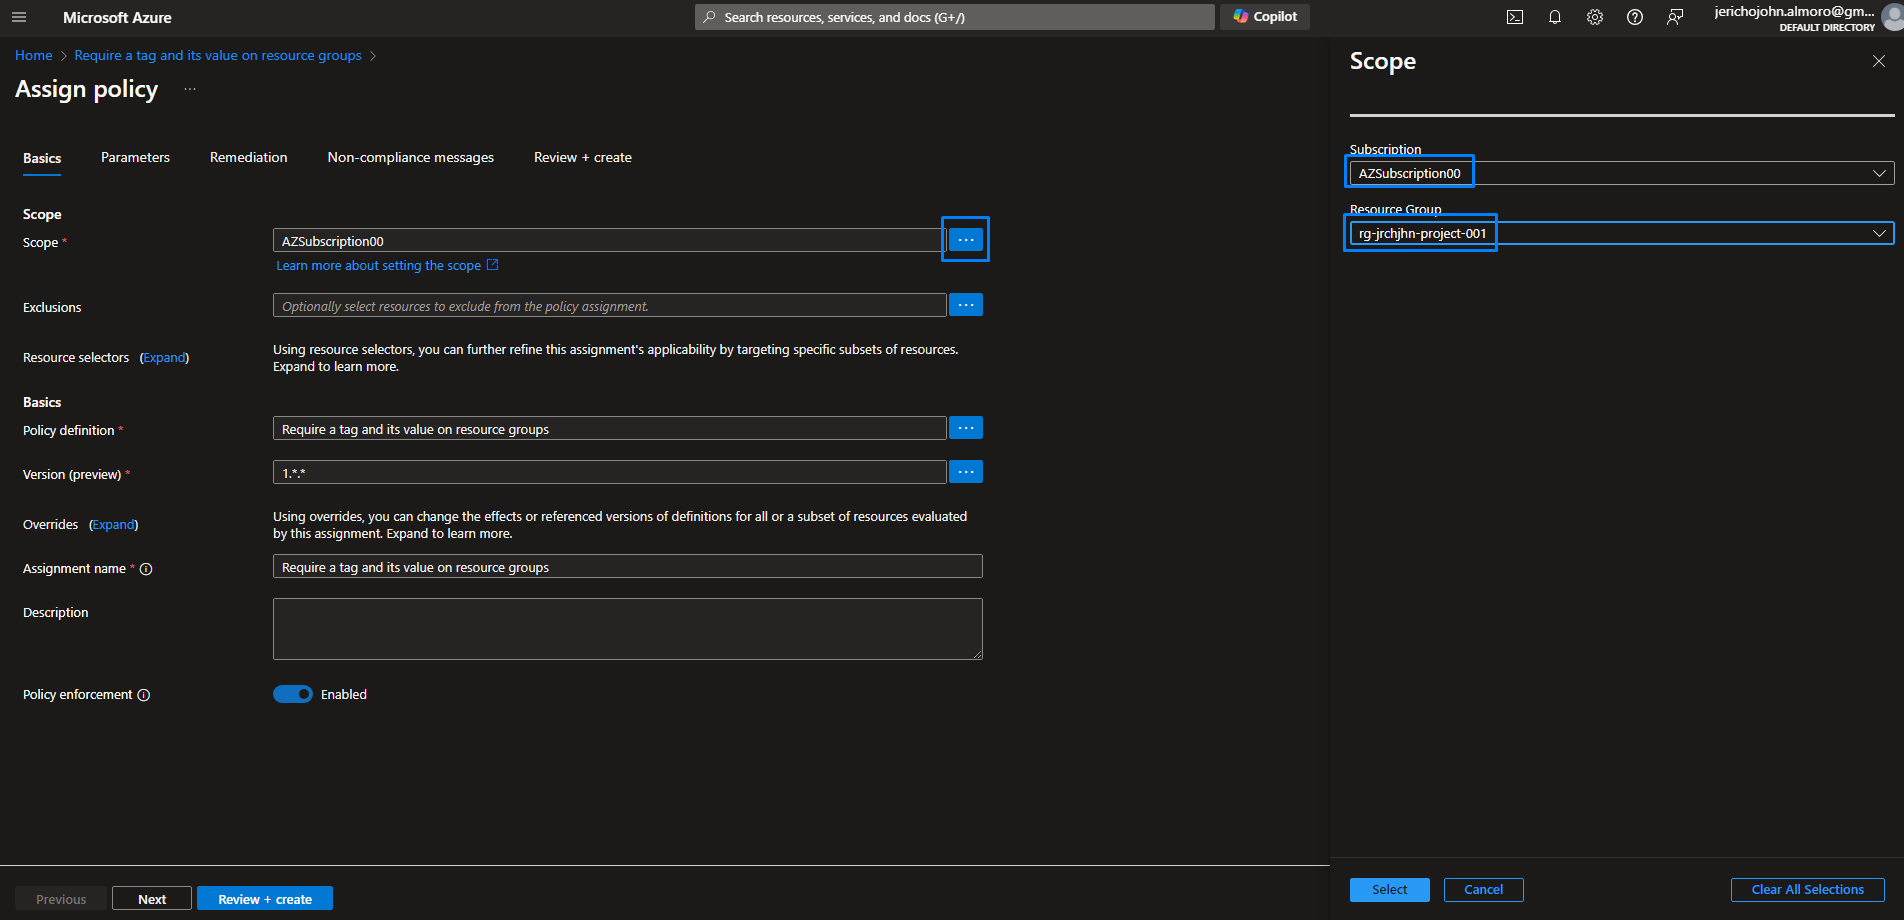 Microsoft Azure
Search resources, services, and docs (G+/)
Copilot
jerichojohn.almoro@gm...
DEFAULT DIRECTORY
Home > Require a tag and its value on resource groups >
Assign policy ...
Basics Parameters Remediation Non-compliance messages Review + create
Scope
Scope * AZSubscription00 ...
Learn more about setting the scope
Exclusions Optionally select resources to exclude from the policy assignment. ...
Resource selectors (Expand) Using resource selectors, you can further refine this assignment's applicability by targeting specific subsets of resources.
Expand to learn more.
Basics
Policy definition * Require a tag and its value on resource groups ...
Version (preview) * 1.*.* ...
Overrides (Expand) Using overrides, you can change the effects or referenced versions of definitions for all or a subset of resources evaluated
by this assignment. Expand to learn more.
Assignment name * Require a tag and its value on resource groups
Description
Policy enforcement Enabled
Previous Next Review + create
Scope
Subscription
AZSubscription00
Resource Group
rg-jrchjhn-project-001
Select Cancel Clear All Selections